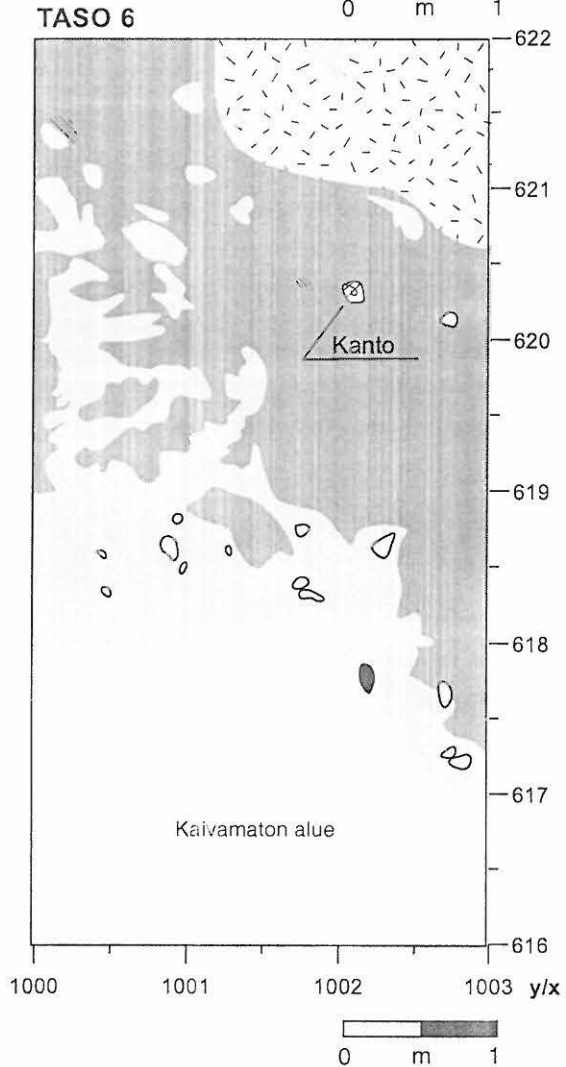 0 m 1
TASO 6
622
621
620
Kanto
619
618
617
Kaivamaton alue
616
1000 1001 1002 1003 y/x
0 m 1